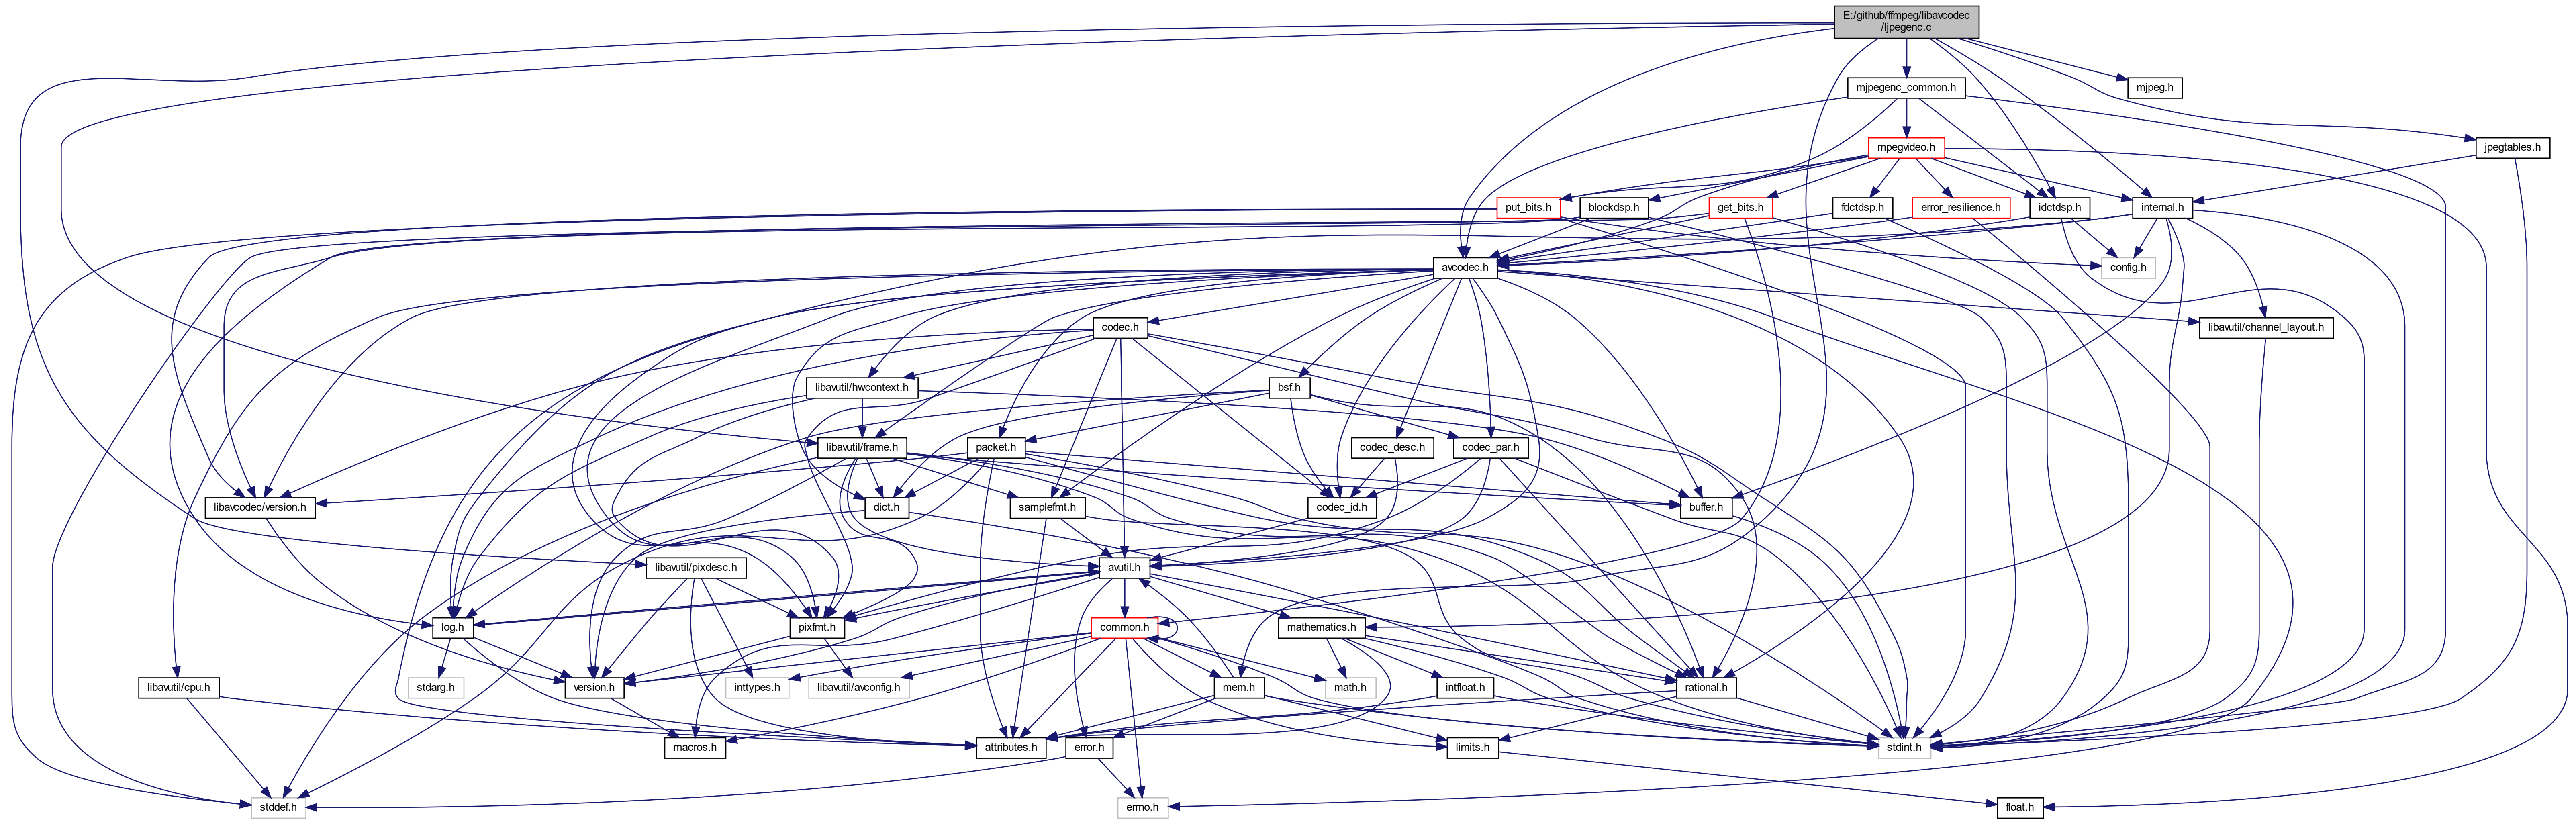 E:/github/ffmpeg/libavcodec
/ljpegenc.c
mjpegenc_common.h
mjpeg.h
mpegvideo.h
jpegtables.h
put_bits.h
blockdsp.h
get_bits.h
fdctdsp.h
error_resilience.h
idctdsp.h
internal.h
avcodec.h
config.h
codec.h
libavutil/channel_layout.h
libavutil/hwcontext.h
bsf.h
libavutil/frame.h
packet.h
codec_desc.h
codec_par.h
libavcodec/version.h
dict.h
samplefmt.h
codec_id.h
buffer.h
libavutil/pixdesc.h
avutil.h
log.h
pixfmt.h
common.h
mathematics.h
libavutil/cpu.h
stdarg.h
version.h
inttypes.h
libavutil/avconfig.h
mem.h
math.h
intfloat.h
rational.h
macros.h
attributes.h
error.h
limits.h
stdint.h
stddef.h
errno.h
float.h